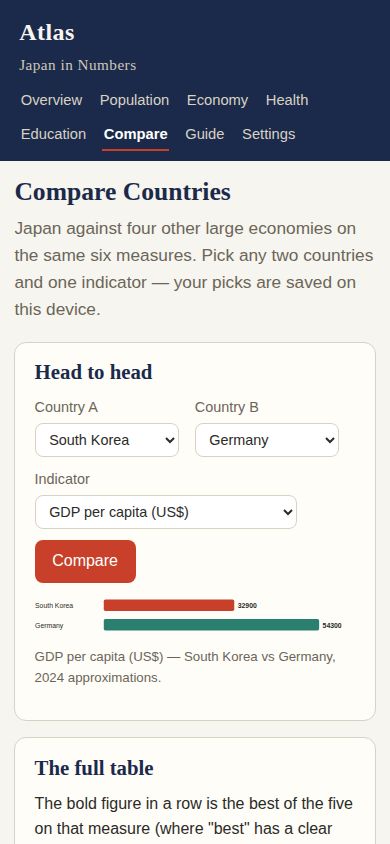 Atlas
Japan in Numbers
Overview Population Economy Health
Education Compare Guide Settings
Compare Countries
Japan against four other large economies on
the same six measures. Pick any two countries
and one indicator — your picks are saved on
this device.
Head to head
Country A Country B
South Korea Germany
Indicator
GDP per capita (US$)
Compare
South Korea 32900
Germany 54300
GDP per capita (US$) — South Korea vs Germany,
2024 approximations.
The full table
The bold figure in a row is the best of the five
on that measure (where "best" has a clear